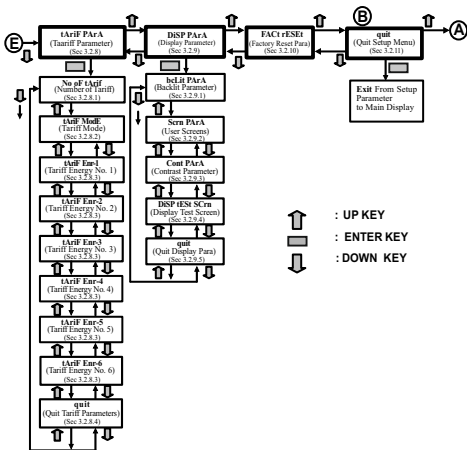 B
E
tAriF PArA
(Taariff Parameter)
(Sec 3.2.8)
DiSP PArA
(Display Parameter)
(Sec 3.2.9)
FACt rESEt
(Factory Reset Para)
(Sec 3.2.10)
quit
(Quit Setup Menu)
(Sec 3.2.11)
A
No oF tArif
(Number of Tariff)
(Sec 3.2.8.1)
tAriF ModE
(Tariff Mode)
(Sec 3.2.8.2)
tAriF Enr-1
(Tariff Energy No. 1)
(Sec 3.2.8.3)
tAriF Enr-2
(Tariff Energy No. 2)
(Sec 3.2.8.3)
tAriF Enr-3
(Tariff Energy No. 3)
(Sec 3.2.8.3)
tAriF Enr-4
(Tariff Energy No. 4)
(Sec 3.2.8.3)
tAriF Enr-5
(Tariff Energy No. 5)
(Sec 3.2.8.3)
tAriF Enr-6
(Tariff Energy No. 6)
(Sec 3.2.8.3)
quit
(Quit Tariff Parameters)
(Sec 3.2.8.4)
bcLit PArA
(Backlit Parameter)
(Sec 3.2.9.1)
Scrn PArA
(User Screens)
(Sec 3.2.9.2)
Cont PArA
(Contrast Parameter)
(Sec 3.2.9.3)
DiSP tESt SCrn
(Display Test Screen)
(Sec 3.2.9.4)
quit
(Quit Display Para)
(Sec 3.2.9.5)
Exit From Setup
Parameter
to Main Display
: UP KEY
: ENTER KEY
: DOWN KEY